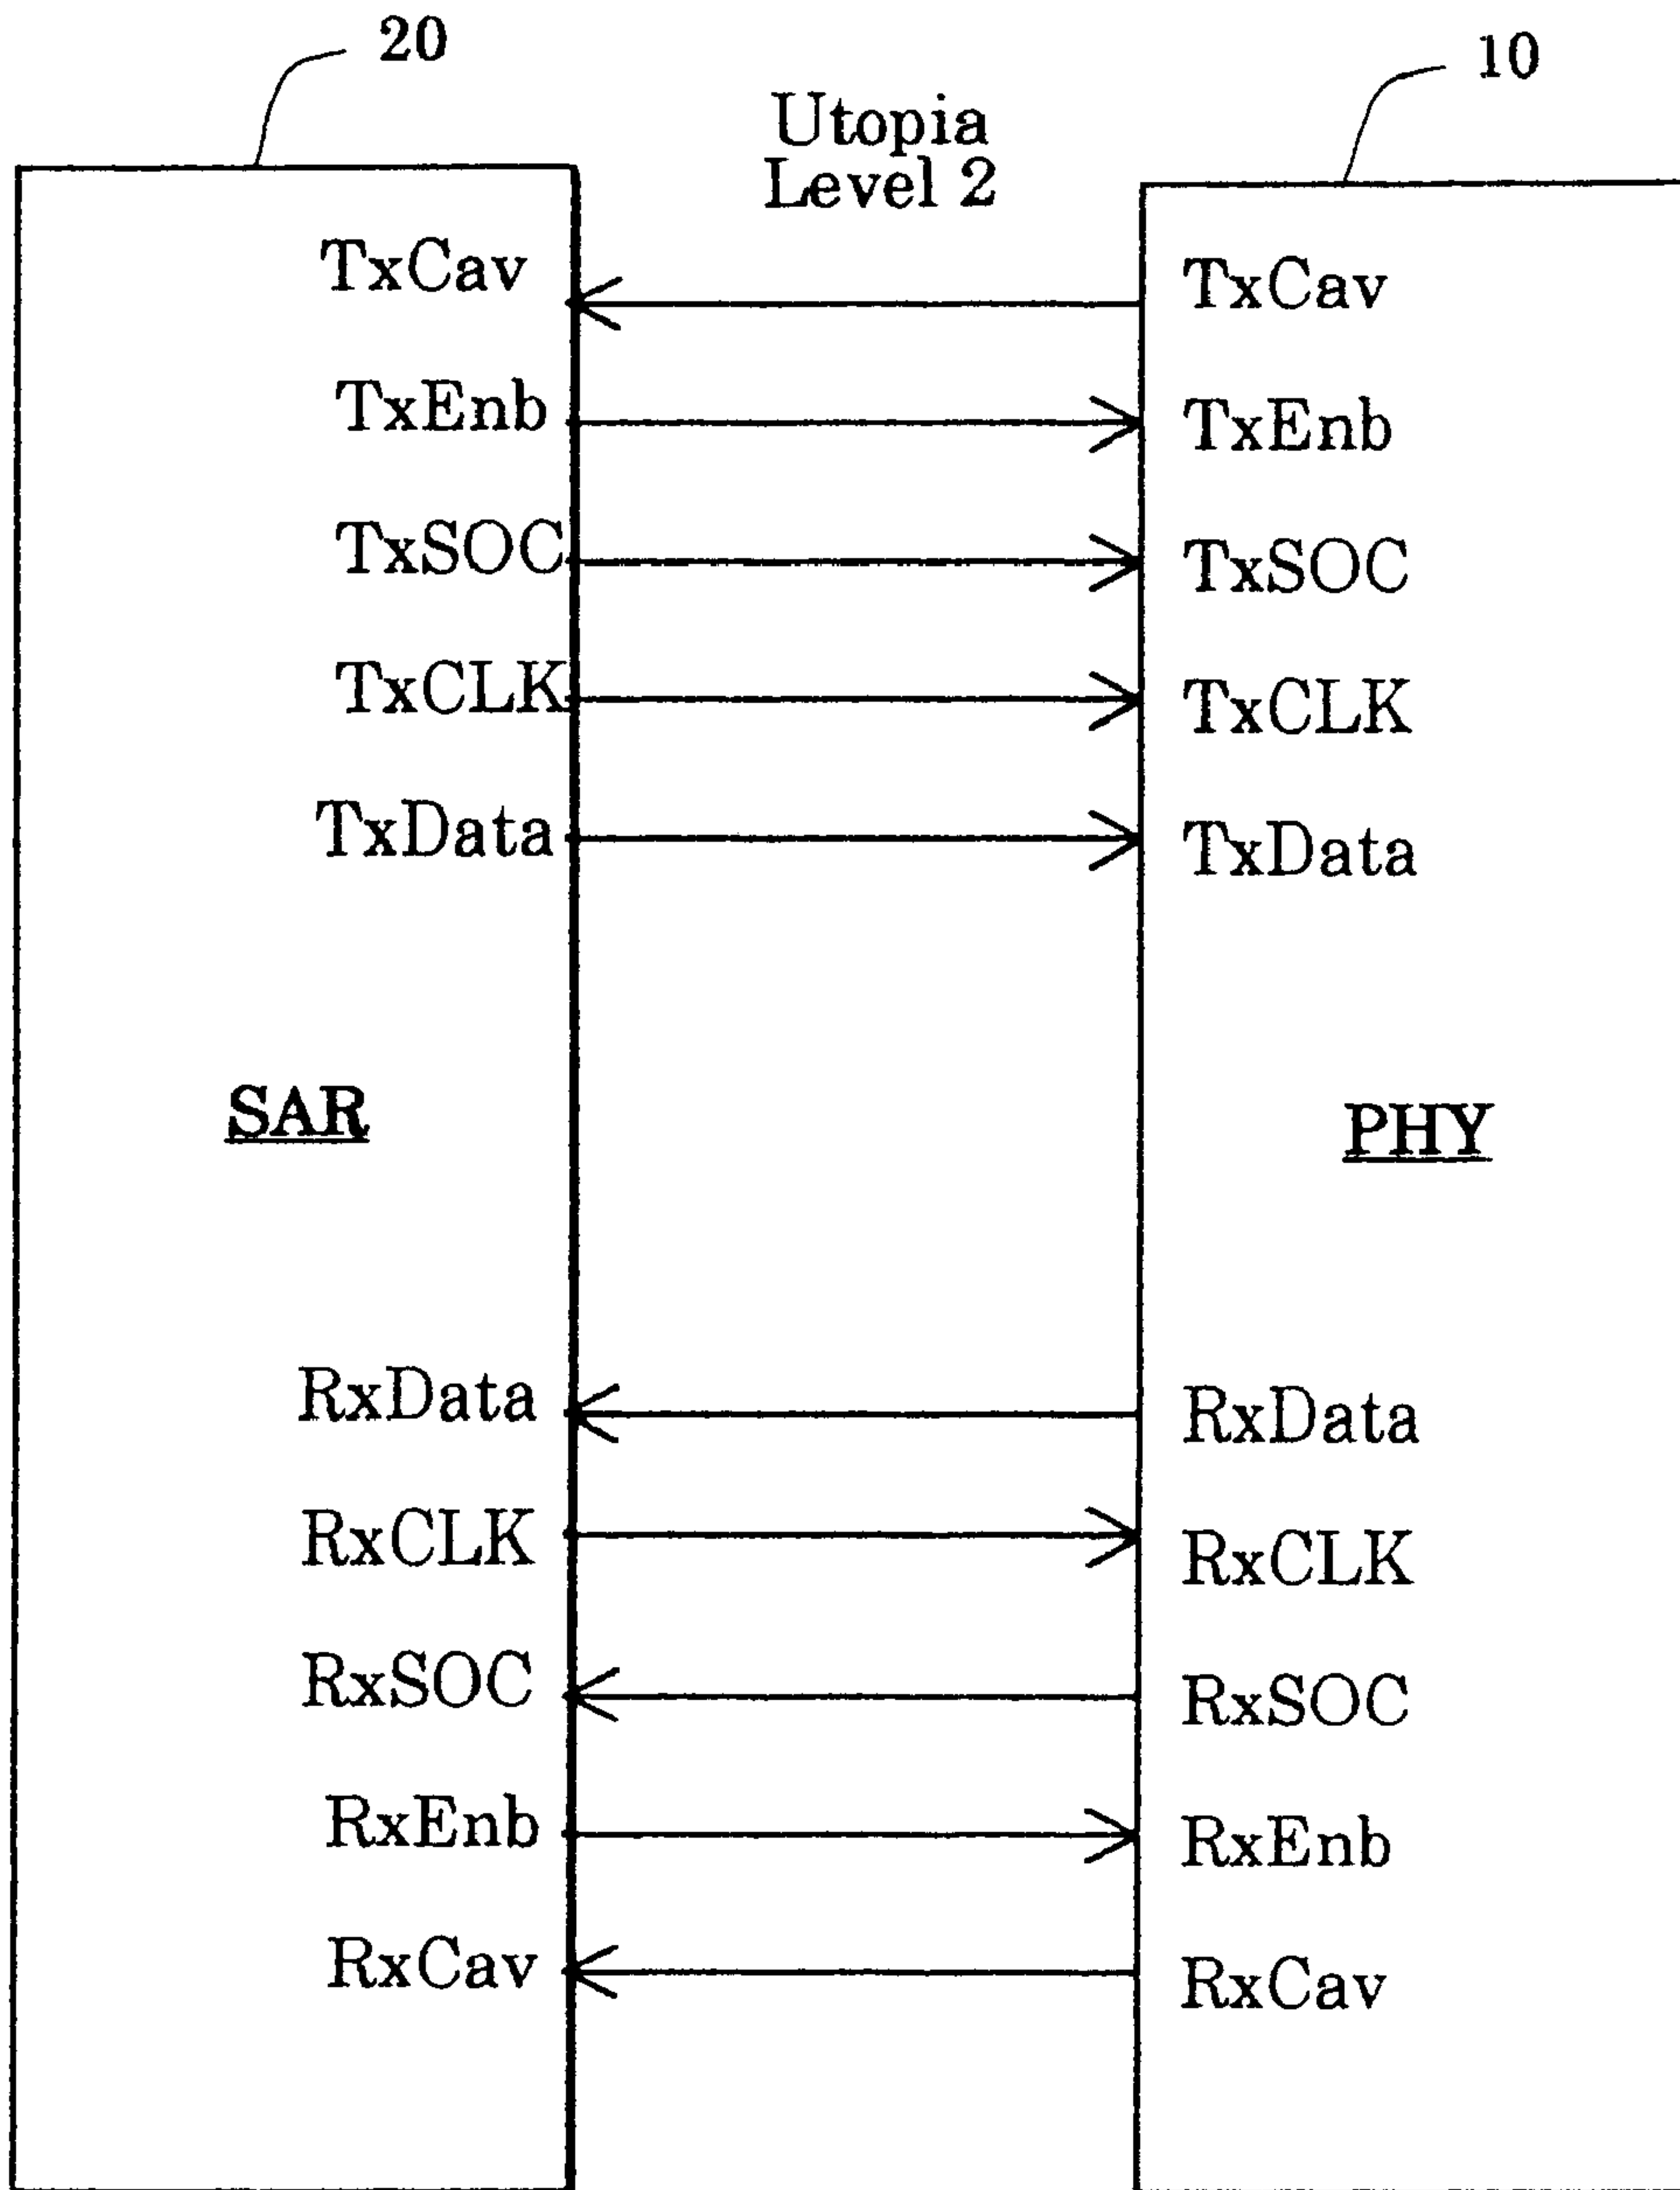 20
10
Utopia
Level 2
TxCav
TxCav
TxEnb
TxEnb
TxSOC
TxSOC
TxCLK
TxCLK
TxData
TxData
SAR
PHY
RxData
RxData
RxCLK
RxCLK
RxSOC
RxSOC
RxEnb
RxEnb
RxCav
RxCav